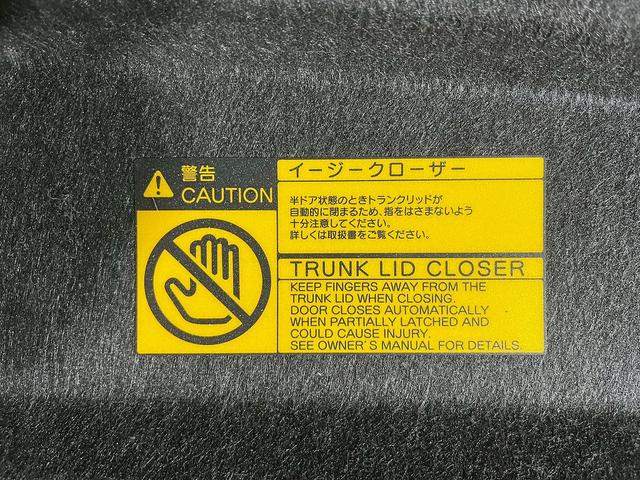 警告
CAUTION
イージークローザー
半ドア状態のときトランクリッドが
自動的に閉まるため、指をはさまないよう
十分注意してください。
詳しくは取扱書をご覧ください。
TRUNK LID CLOSER
KEEP FINGERS AWAY FROM THE
TRUNK LID WHEN CLOSING.
DOOR CLOSES AUTOMATICALLY
WHEN PARTIALLY LATCHED AND
COULD CAUSE INJURY.
SEE OWNER'S MANUAL FOR DETAILS.